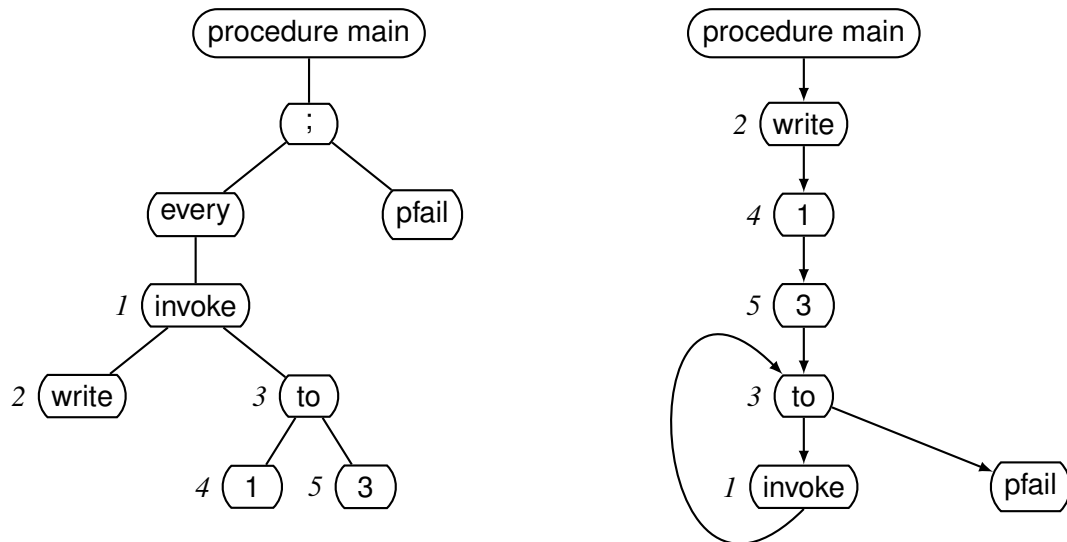 procedure main
;
every
pfail
1 invoke
2 write
3 to
4 1
5 3
procedure main
2 write
4 1
5 3
3 to
1 invoke
pfail